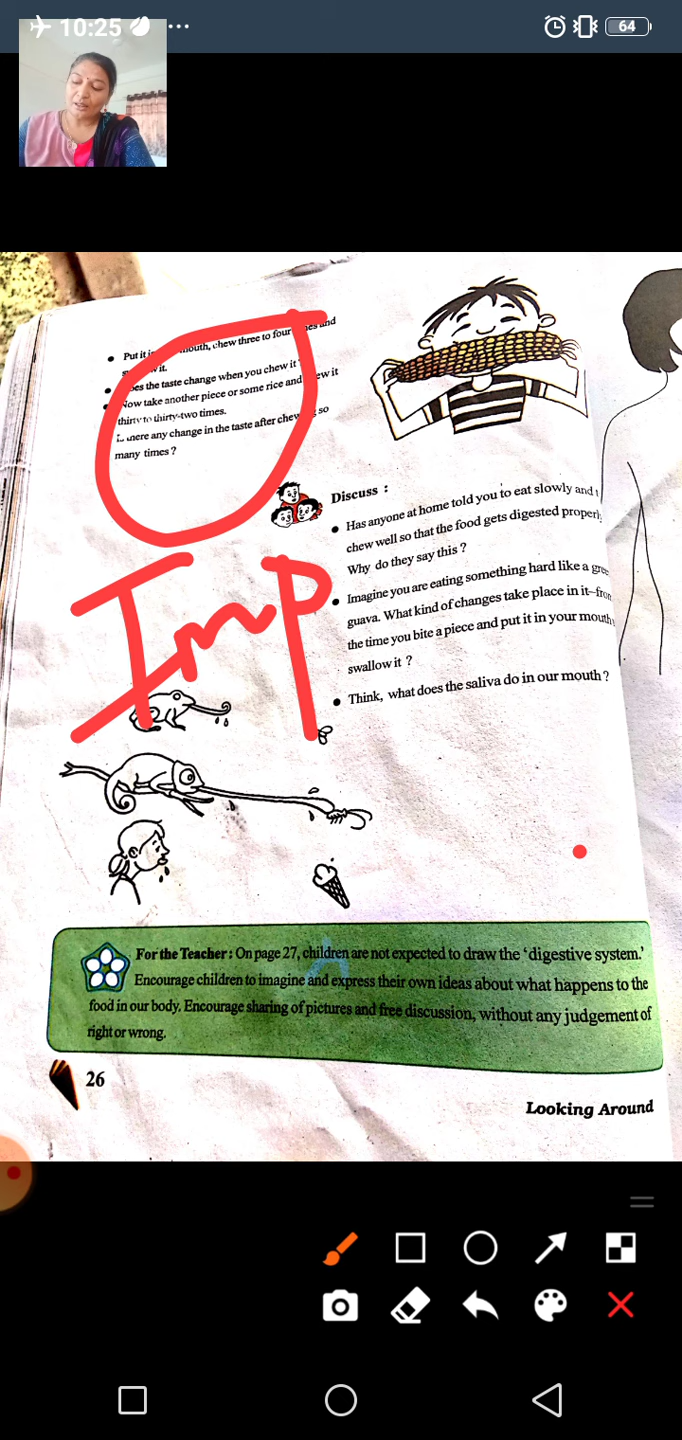 10:25
64
Put it mouth, chew three to four and
it.
the taste change when you chew it
Now take another piece or some rice and chew it
thirty to thirty-two times.
there any change in the taste after chewing so
many times ?
Imp
Discuss :
Has anyone at home told you to eat slowly and
chew well so that the food gets digested properly.
Why do they say this ?
Imagine you are eating something hard like a
guava. What kind of changes take place in it–from
the time you bite a piece and put it in your mouth
swallow it ?
Think, what does the saliva do in our mouth ?
For the Teacher : On page 27, children are not expected to draw the ‘digestive system.’
Encourage children to imagine and express their own ideas about what happens to the
food in our body. Encourage sharing of pictures and free discussion, without any judgement of
right or wrong.
26
Looking Around